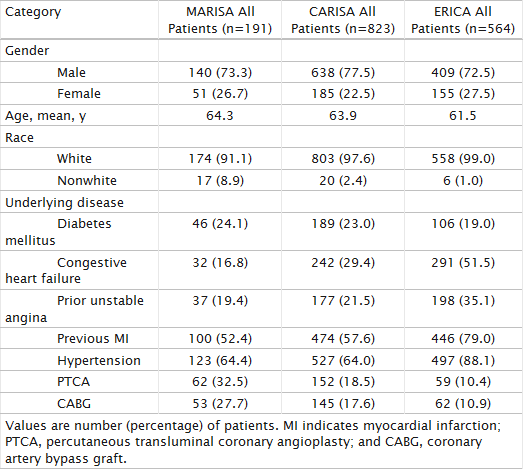 Category MARISA All Patients (n=191) CARISA All Patients (n=823) ERICA All Patients (n=564)
Gender
Male 140 (73.3) 638 (77.5) 409 (72.5)
Female 51 (26.7) 185 (22.5) 155 (27.5)
Age, mean, y 64.3 63.9 61.5
Race
White 174 (91.1) 803 (97.6) 558 (99.0)
Nonwhite 17 (8.9) 20 (2.4) 6 (1.0)
Underlying disease
Diabetes mellitus 46 (24.1) 189 (23.0) 106 (19.0)
Congestive heart failure 32 (16.8) 242 (29.4) 291 (51.5)
Prior unstable angina 37 (19.4) 177 (21.5) 198 (35.1)
Previous MI 100 (52.4) 474 (57.6) 446 (79.0)
Hypertension 123 (64.4) 527 (64.0) 497 (88.1)
PTCA 62 (32.5) 152 (18.5) 59 (10.4)
CABG 53 (27.7) 145 (17.6) 62 (10.9)
Values are number (percentage) of patients. MI indicates myocardial infarction;
PTCA, percutaneous transluminal coronary angioplasty; and CABG, coronary
artery bypass graft.